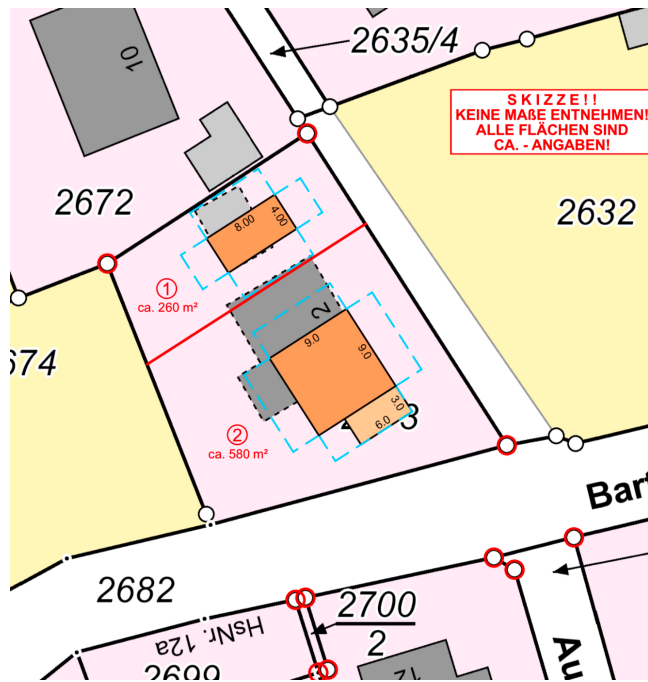 2635/4
10
S K I Z Z E ! !
KEINE MAßE ENTNEHMEN!
ALLE FLÄCHEN SIND
CA. - ANGABEN!
2672
2632
8.00
4.00
1
ca. 260 m²
2
9.0
9.0
674
3.0
6.0
3
2
ca. 580 m²
Bart
2682
HsNr. 12a
2700
2
2699
12
Au